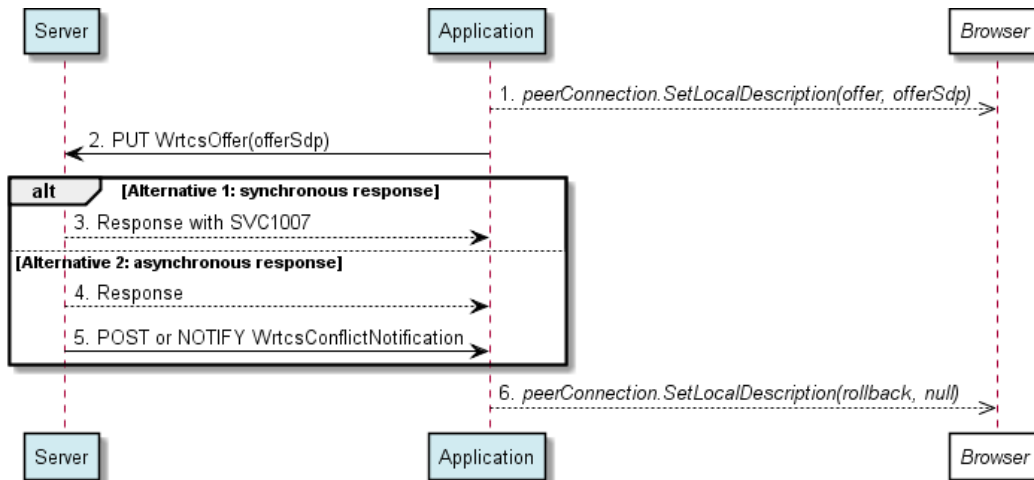 Server
Application
Browser
1. peerConnection.SetLocalDescription(offer, offerSdp)
2. PUT WrtcsOffer(offerSdp)
alt
[Alternative 1: synchronous response]
3. Response with SVC1007
[Alternative 2: asynchronous response]
4. Response
5. POST or NOTIFY WrtcsConflictNotification
6. peerConnection.SetLocalDescription(rollback, null)
Server
Application
Browser